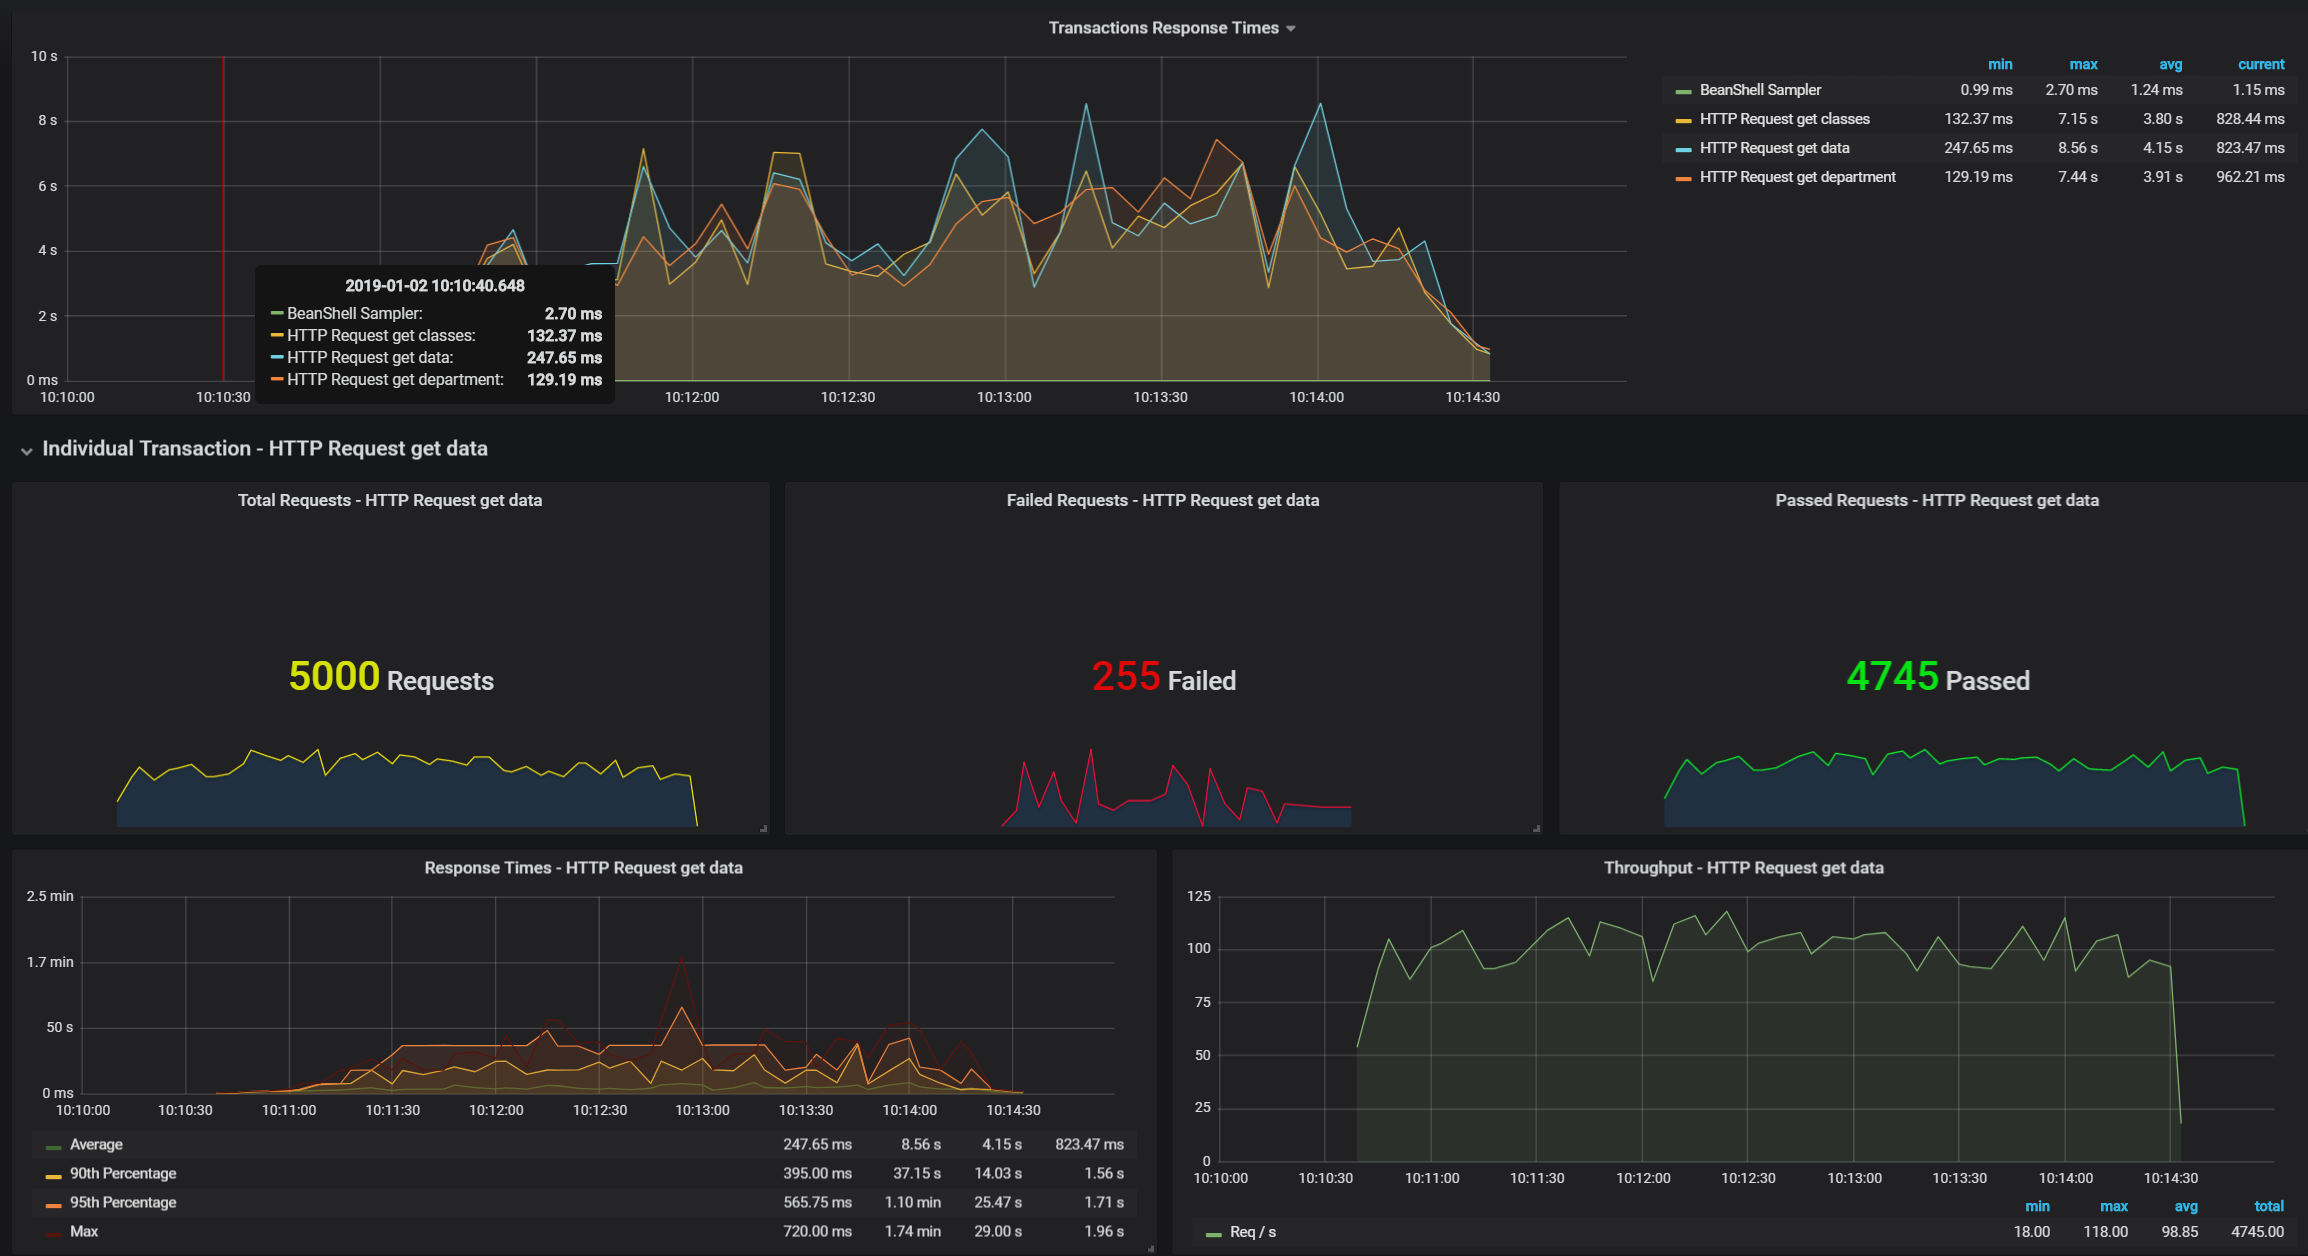 Transactions Response Times
10 s
8 s
6 s
4 s
2 s
0 ms
10:10:00 10:10:30 10:12:00 10:12:30 10:13:00 10:13:30 10:14:00 10:14:30
2019-01-02 10:10:40.648
BeanShell Sampler: 2.70 ms
HTTP Request get classes: 132.37 ms
HTTP Request get data: 247.65 ms
HTTP Request get department: 129.19 ms
min max avg current
BeanShell Sampler 0.99 ms 2.70 ms 1.24 ms 1.15 ms
HTTP Request get classes 132.37 ms 7.15 s 3.80 s 828.44 ms
HTTP Request get data 247.65 ms 8.56 s 4.15 s 823.47 ms
HTTP Request get department 129.19 ms 7.44 s 3.91 s 962.21 ms
Individual Transaction - HTTP Request get data
Total Requests - HTTP Request get data
5000 Requests
Failed Requests - HTTP Request get data
255 Failed
Passed Requests - HTTP Request get data
4745 Passed
Response Times - HTTP Request get data
2.5 min
1.7 min
50 s
0 ms
10:10:00 10:10:30 10:11:00 10:11:30 10:12:00 10:12:30 10:13:00 10:13:30 10:14:00 10:14:30
Average 247.65 ms 8.56 s 4.15 s 823.47 ms
90th Percentage 395.00 ms 37.15 s 14.03 s 1.56 s
95th Percentage 565.75 ms 1.10 min 25.47 s 1.71 s
Max 720.00 ms 1.74 min 29.00 s 1.96 s
Throughput - HTTP Request get data
125
100
75
50
25
0
10:10:00 10:10:30 10:11:00 10:11:30 10:12:00 10:12:30 10:13:00 10:13:30 10:14:00 10:14:30
min max avg total
Req / s 18.00 118.00 98.85 4745.00